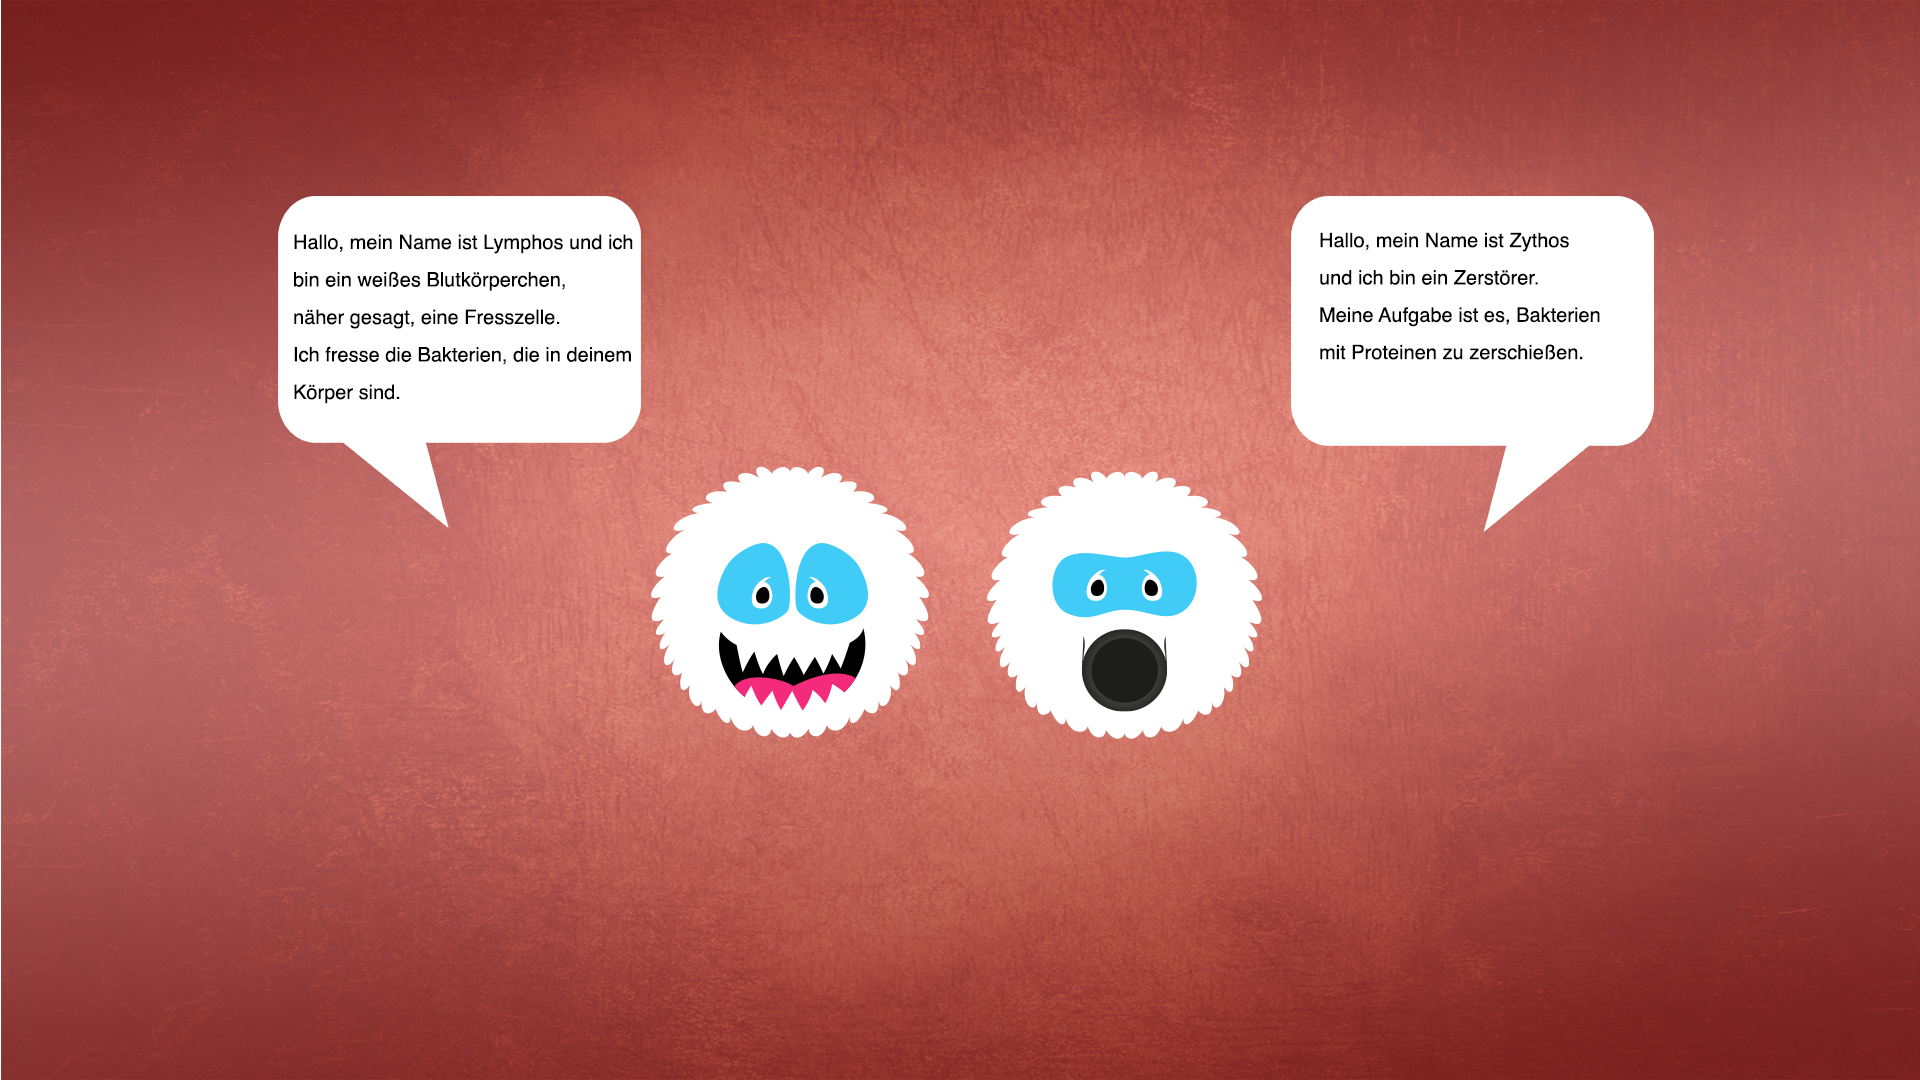 Hallo, mein Name ist Lymphos und ich
bin ein weißes Blutkörperchen,
näher gesagt, eine Fresszelle.
Ich fresse die Bakterien, die in deinem
Körper sind.
Hallo, mein Name ist Zythos
und ich bin ein Zerstörer.
Meine Aufgabe ist es, Bakterien
mit Proteinen zu zerschießen.